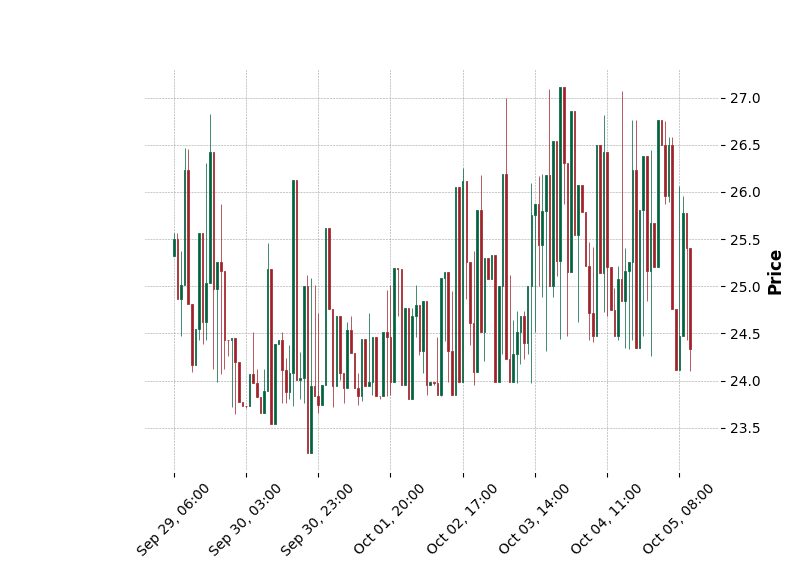 27.0
26.5
26.0
25.5
25.0
24.5
24.0
23.5
Price
Sep 29, 06:00
Sep 30, 03:00
Sep 30, 23:00
Oct 01, 20:00
Oct 02, 17:00
Oct 03, 14:00
Oct 04, 11:00
Oct 05, 08:00